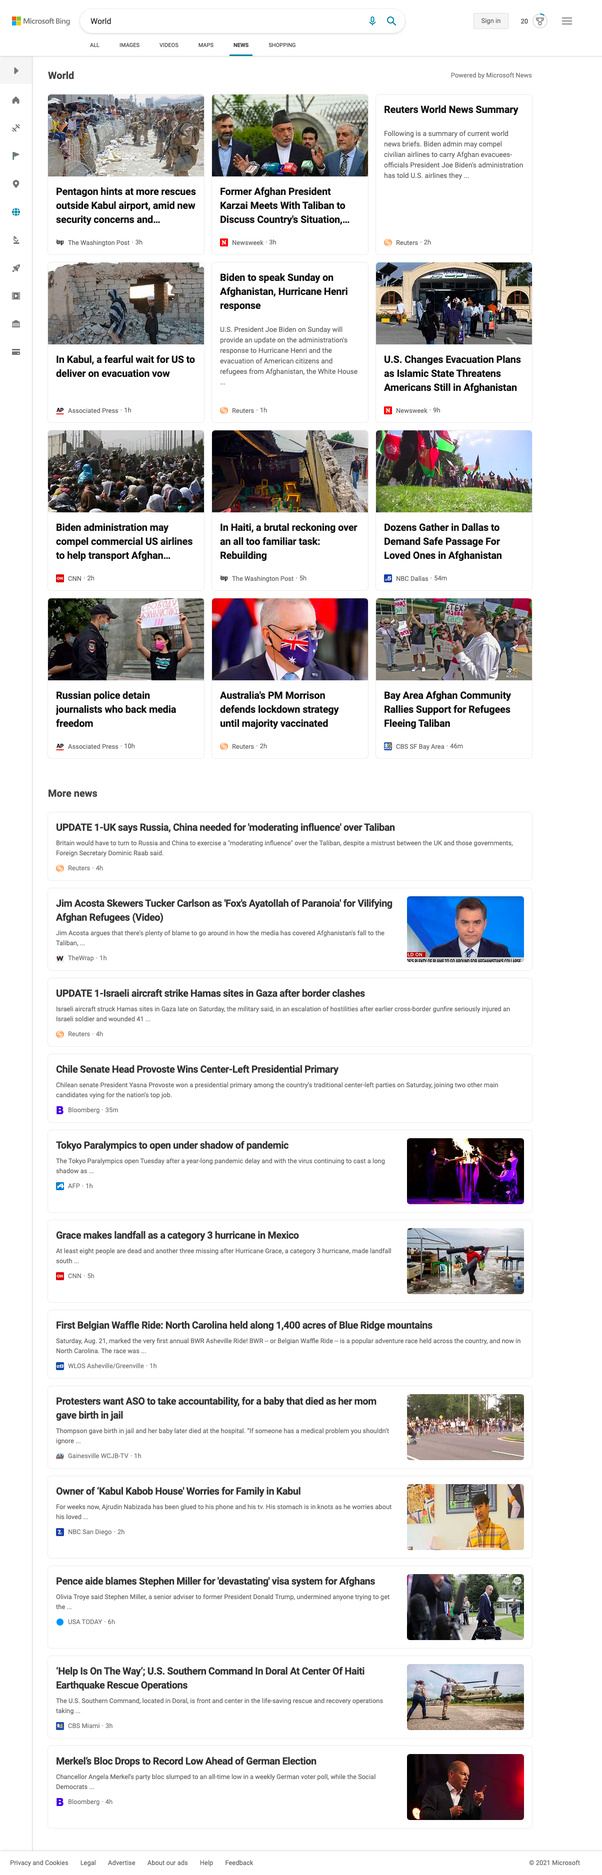 Microsoft Bing
World
Sign in
20
ALL
IMAGES
VIDEOS
MAPS
NEWS
SHOPPING
World
Powered by Microsoft News
Pentagon hints at more rescues
outside Kabul airport, amid new
security concerns and...
The Washington Post · 3h
Former Afghan President
Karzai Meets With Taliban to
Discuss Country's Situation,...
Newsweek · 3h
Reuters World News Summary
Following is a summary of current world
news briefs. Biden admin may compel
civilian airlines to carry Afghan evacuees-
officials President Joe Biden's administration
has told U.S. airlines they ...
Reuters · 2h
In Kabul, a fearful wait for US to
deliver on evacuation vow
AP Associated Press · 1h
Biden to speak Sunday on
Afghanistan, Hurricane Henri
response
U.S. President Joe Biden on Sunday will
provide an update on the administration's
response to Hurricane Henri and the
evacuation of American citizens and
refugees from Afghanistan, the White House
...
Reuters · 1h
U.S. Changes Evacuation Plans
as Islamic State Threatens
Americans Still in Afghanistan
Newsweek · 9h
Biden administration may
compel commercial US airlines
to help transport Afghan...
CNN · 2h
In Haiti, a brutal reckoning over
an all too familiar task:
Rebuilding
The Washington Post · 5h
Dozens Gather in Dallas to
Demand Safe Passage For
Loved Ones in Afghanistan
NBC Dallas · 54m
Russian police detain
journalists who back media
freedom
AP Associated Press · 10h
Australia's PM Morrison
defends lockdown strategy
until majority vaccinated
Reuters · 2h
Bay Area Afghan Community
Rallies Support for Refugees
Fleeing Taliban
CBS SF Bay Area · 46m
More news
UPDATE 1-UK says Russia, China needed for 'moderating influence' over Taliban
Britain would have to turn to Russia and China to exercise a "moderating influence" over the Taliban, despite a mistrust between the UK and those governments,
Foreign Secretary Dominic Raab said.
Reuters · 4h
Jim Acosta Skewers Tucker Carlson as 'Fox's Ayatollah of Paranoia' for Vilifying
Afghan Refugees (Video)
Jim Acosta argues that there's plenty of blame to go around in how the media has covered Afghanistan's fall to the
Taliban, ...
TheWrap · 1h
UPDATE 1-Israeli aircraft strike Hamas sites in Gaza after border clashes
Israeli aircraft struck Hamas sites in Gaza late on Saturday, the military said, in an escalation of hostilities after earlier cross-border gunfire seriously injured an
Israeli soldier and wounded 41 ...
Reuters · 4h
Chile Senate Head Provoste Wins Center-Left Presidential Primary
Chilean senate President Yasna Provoste won a presidential primary among the country's traditional center-left parties on Saturday, joining two other main
candidates vying for the nation's top job.
B Bloomberg · 35m
Tokyo Paralympics to open under shadow of pandemic
The Tokyo Paralympics open Tuesday after a year-long pandemic delay and with the virus continuing to cast a long
shadow as ...
AFP · 1h
Grace makes landfall as a category 3 hurricane in Mexico
At least eight people are dead and another three missing after Hurricane Grace, a category 3 hurricane, made landfall
south ...
CNN · 5h
First Belgian Waffle Ride: North Carolina held along 1,400 acres of Blue Ridge mountains
Saturday, Aug. 21, marked the very first annual BWR Asheville Ride! BWR -- or Belgian Waffle Ride -- is a popular adventure race held across the country, and now in
North Carolina. The race was ...
WLOS Asheville/Greenville · 1h
Protesters want ASO to take accountability, for a baby that died as her mom
gave birth in jail
Thompson gave birth in jail and her baby later died at the hospital. "If someone has a medical problem you shouldn't
ignore ...
Gainesville WCJB-TV · 1h
Owner of 'Kabul Kabob House' Worries for Family in Kabul
For weeks now, Ajrudin Nabizada has been glued to his phone and his tv. His stomach is in knots as he worries about
his loved ...
NBC San Diego · 2h
Pence aide blames Stephen Miller for 'devastating' visa system for Afghans
Olivia Troye said Stephen Miller, a senior adviser to former President Donald Trump, undermined anyone trying to get
the ...
USA TODAY · 6h
'Help Is On The Way'; U.S. Southern Command In Doral At Center Of Haiti
Earthquake Rescue Operations
The U.S. Southern Command, located in Doral, is front and center in the life-saving rescue and recovery operations
taking ...
CBS Miami · 3h
Merkel's Bloc Drops to Record Low Ahead of German Election
Chancellor Angela Merkel's party bloc slumped to an all-time low in a weekly German voter poll, while the Social
Democrats ...
B Bloomberg · 4h
Privacy and Cookies
Legal
Advertise
About our ads
Help
Feedback
© 2021 Microsoft